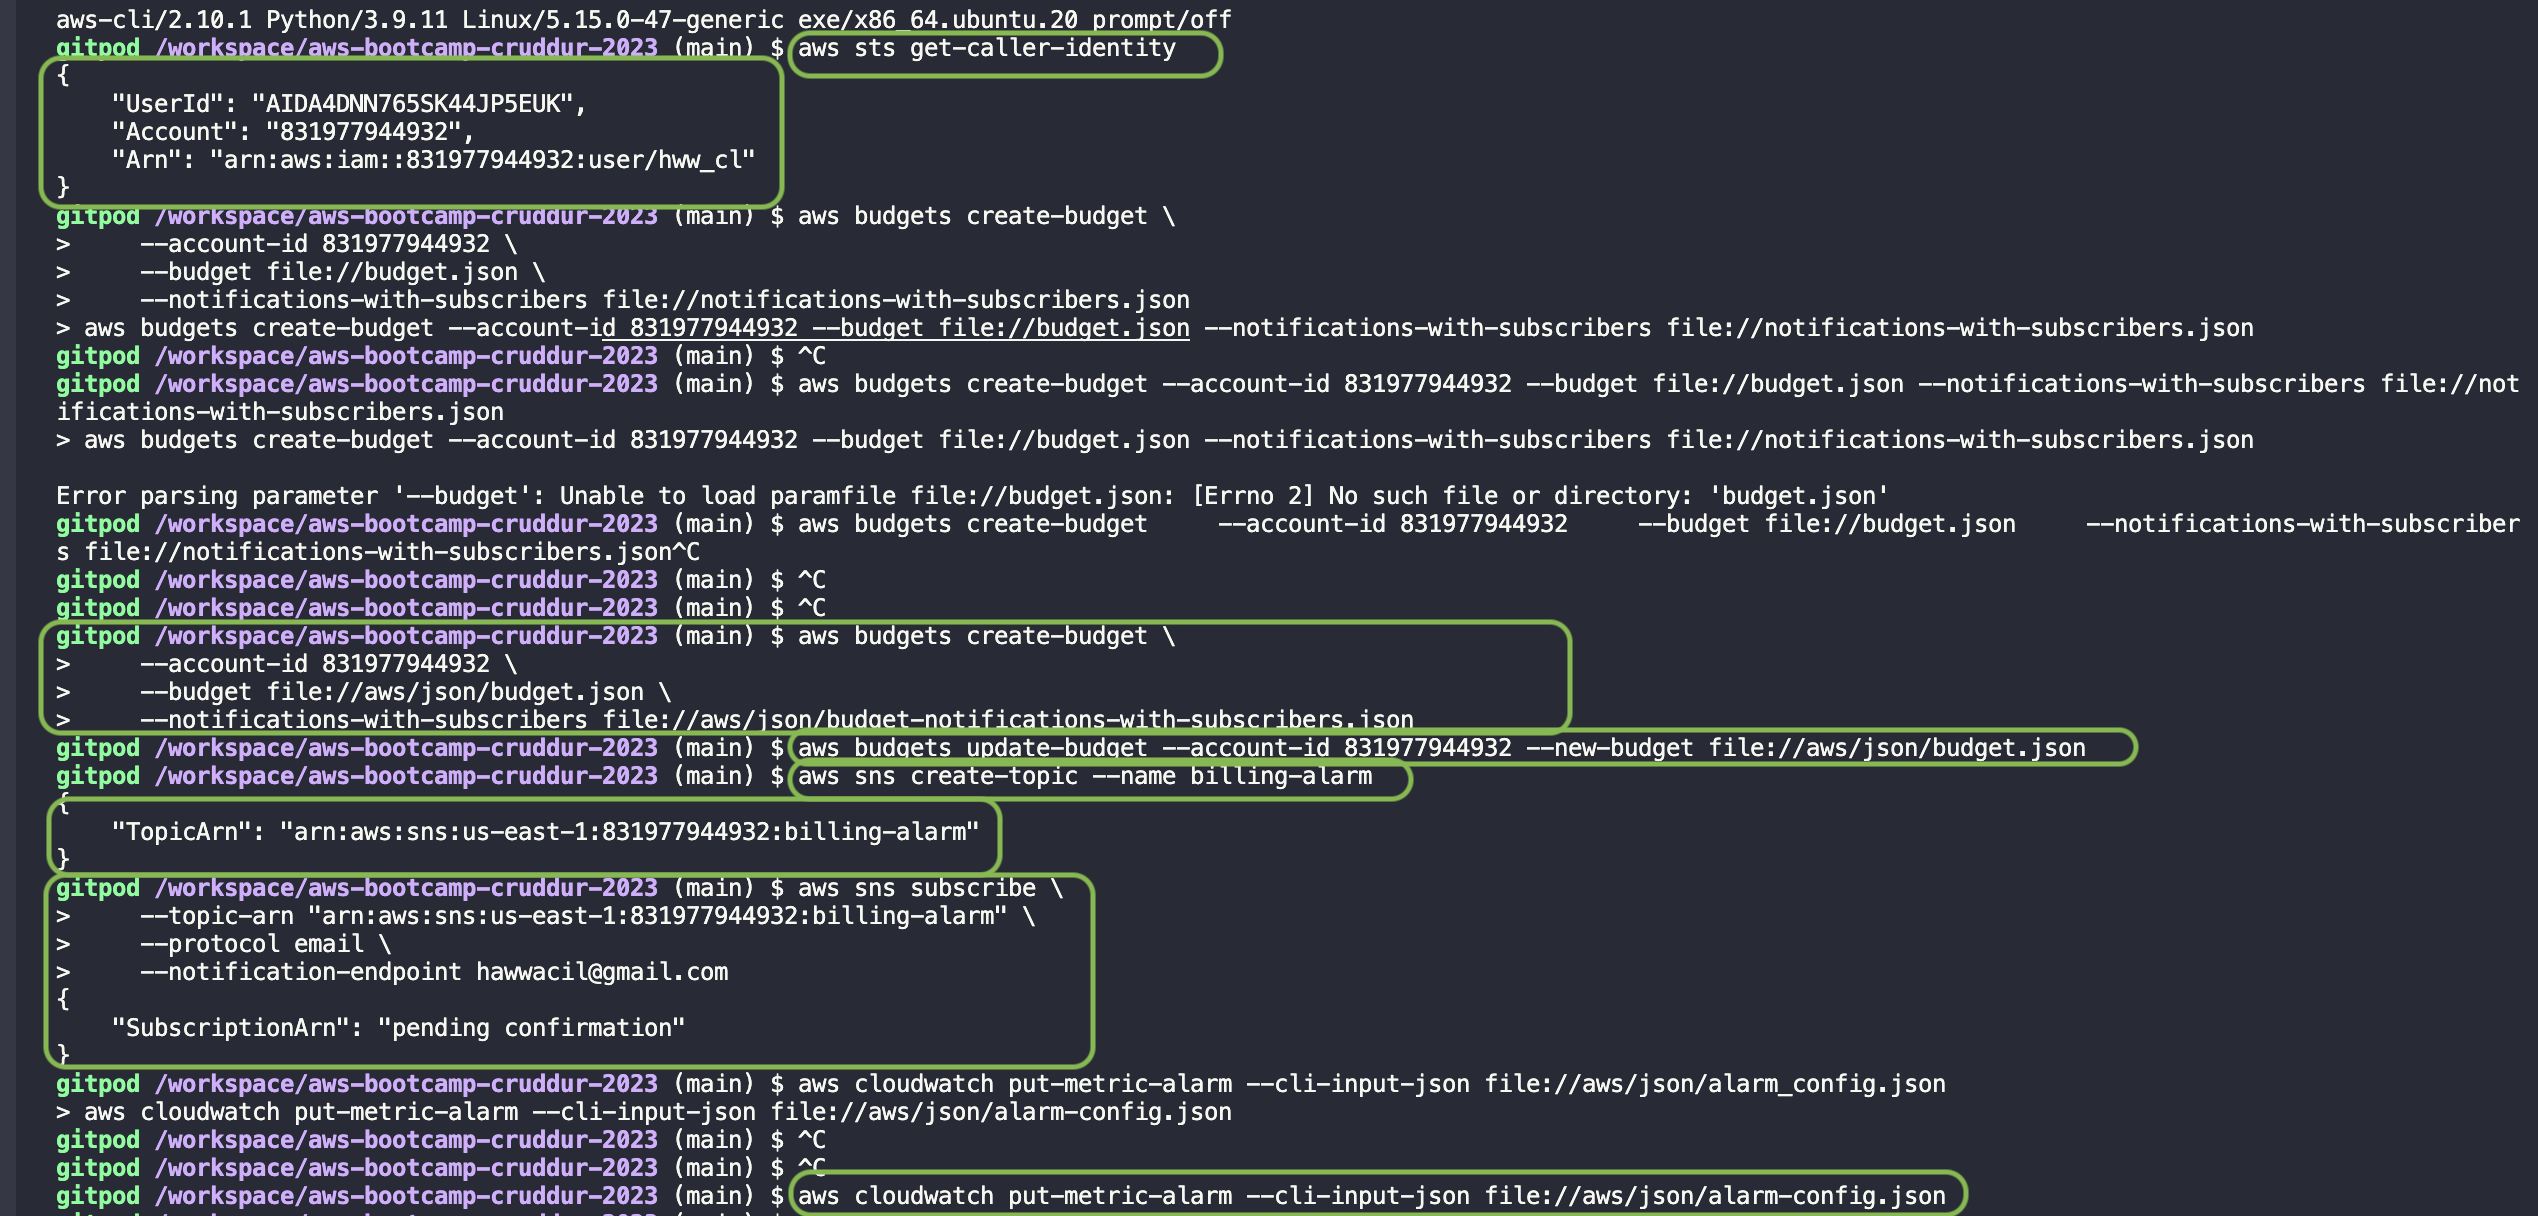 aws-cli/2.10.1 Python/3.9.11 Linux/5.15.0-47-generic exe/x86_64.ubuntu.20 prompt/off
gitpod /workspace/aws-bootcamp-cruddur-2023 (main) $ aws sts get-caller-identity
{
    "UserId": "AIDA4DNN765SK44JP5EUK",
    "Account": "831977944932",
    "Arn": "arn:aws:iam::831977944932:user/hww_cl"
}
gitpod /workspace/aws-bootcamp-cruddur-2023 (main) $ aws budgets create-budget \
>     --account-id 831977944932 \
>     --budget file://budget.json \
>     --notifications-with-subscribers file://notifications-with-subscribers.json
> aws budgets create-budget --account-id 831977944932 --budget file://budget.json --notifications-with-subscribers file://notifications-with-subscribers.json
gitpod /workspace/aws-bootcamp-cruddur-2023 (main) $ ^C
gitpod /workspace/aws-bootcamp-cruddur-2023 (main) $ aws budgets create-budget --account-id 831977944932 --budget file://budget.json --notifications-with-subscribers file://not
ifications-with-subscribers.json
> aws budgets create-budget --account-id 831977944932 --budget file://budget.json --notifications-with-subscribers file://notifications-with-subscribers.json
Error parsing parameter '--budget': Unable to load paramfile file://budget.json: [Errno 2] No such file or directory: 'budget.json'
gitpod /workspace/aws-bootcamp-cruddur-2023 (main) $ aws budgets create-budget     --account-id 831977944932     --budget file://budget.json     --notifications-with-subscriber
s file://notifications-with-subscribers.json^C
gitpod /workspace/aws-bootcamp-cruddur-2023 (main) $ ^C
gitpod /workspace/aws-bootcamp-cruddur-2023 (main) $ ^C
gitpod /workspace/aws-bootcamp-cruddur-2023 (main) $ aws budgets create-budget \
>     --account-id 831977944932 \
>     --budget file://aws/json/budget.json \
>     --notifications-with-subscribers file://aws/json/budget-notifications-with-subscribers.json
gitpod /workspace/aws-bootcamp-cruddur-2023 (main) $ aws budgets update-budget --account-id 831977944932 --new-budget file://aws/json/budget.json
gitpod /workspace/aws-bootcamp-cruddur-2023 (main) $ aws sns create-topic --name billing-alarm
{
    "TopicArn": "arn:aws:sns:us-east-1:831977944932:billing-alarm"
}
gitpod /workspace/aws-bootcamp-cruddur-2023 (main) $ aws sns subscribe \
>     --topic-arn "arn:aws:sns:us-east-1:831977944932:billing-alarm" \
>     --protocol email \
>     --notification-endpoint hawwacil@gmail.com
{
    "SubscriptionArn": "pending confirmation"
}
gitpod /workspace/aws-bootcamp-cruddur-2023 (main) $ aws cloudwatch put-metric-alarm --cli-input-json file://aws/json/alarm_config.json
> aws cloudwatch put-metric-alarm --cli-input-json file://aws/json/alarm-config.json
gitpod /workspace/aws-bootcamp-cruddur-2023 (main) $ ^C
gitpod /workspace/aws-bootcamp-cruddur-2023 (main) $ ^C
gitpod /workspace/aws-bootcamp-cruddur-2023 (main) $ aws cloudwatch put-metric-alarm --cli-input-json file://aws/json/alarm-config.json